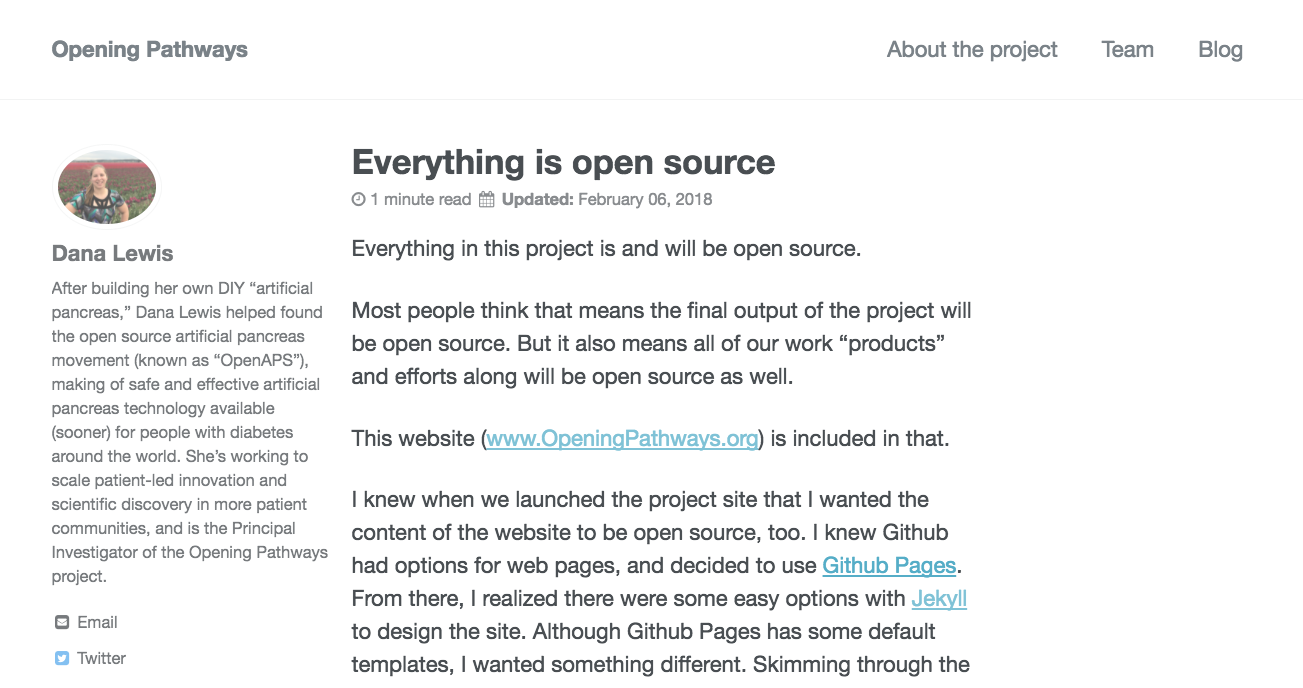 Opening Pathways
About the project Team Blog
Dana Lewis
After building her own DIY “artificial
pancreas,” Dana Lewis helped found
the open source artificial pancreas
movement (known as “OpenAPS”),
making of safe and effective artificial
pancreas technology available
(sooner) for people with diabetes
around the world. She’s working to
scale patient-led innovation and
scientific discovery in more patient
communities, and is the Principal
Investigator of the Opening Pathways
project.
Email
Twitter
Everything is open source
1 minute read Updated: February 06, 2018
Everything in this project is and will be open source.
Most people think that means the final output of the project will
be open source. But it also means all of our work “products”
and efforts along will be open source as well.
This website (www.OpeningPathways.org) is included in that.
I knew when we launched the project site that I wanted the
content of the website to be open source, too. I knew Github
had options for web pages, and decided to use Github Pages.
From there, I realized there were some easy options with Jekyll
to design the site. Although Github Pages has some default
templates, I wanted something different. Skimming through the